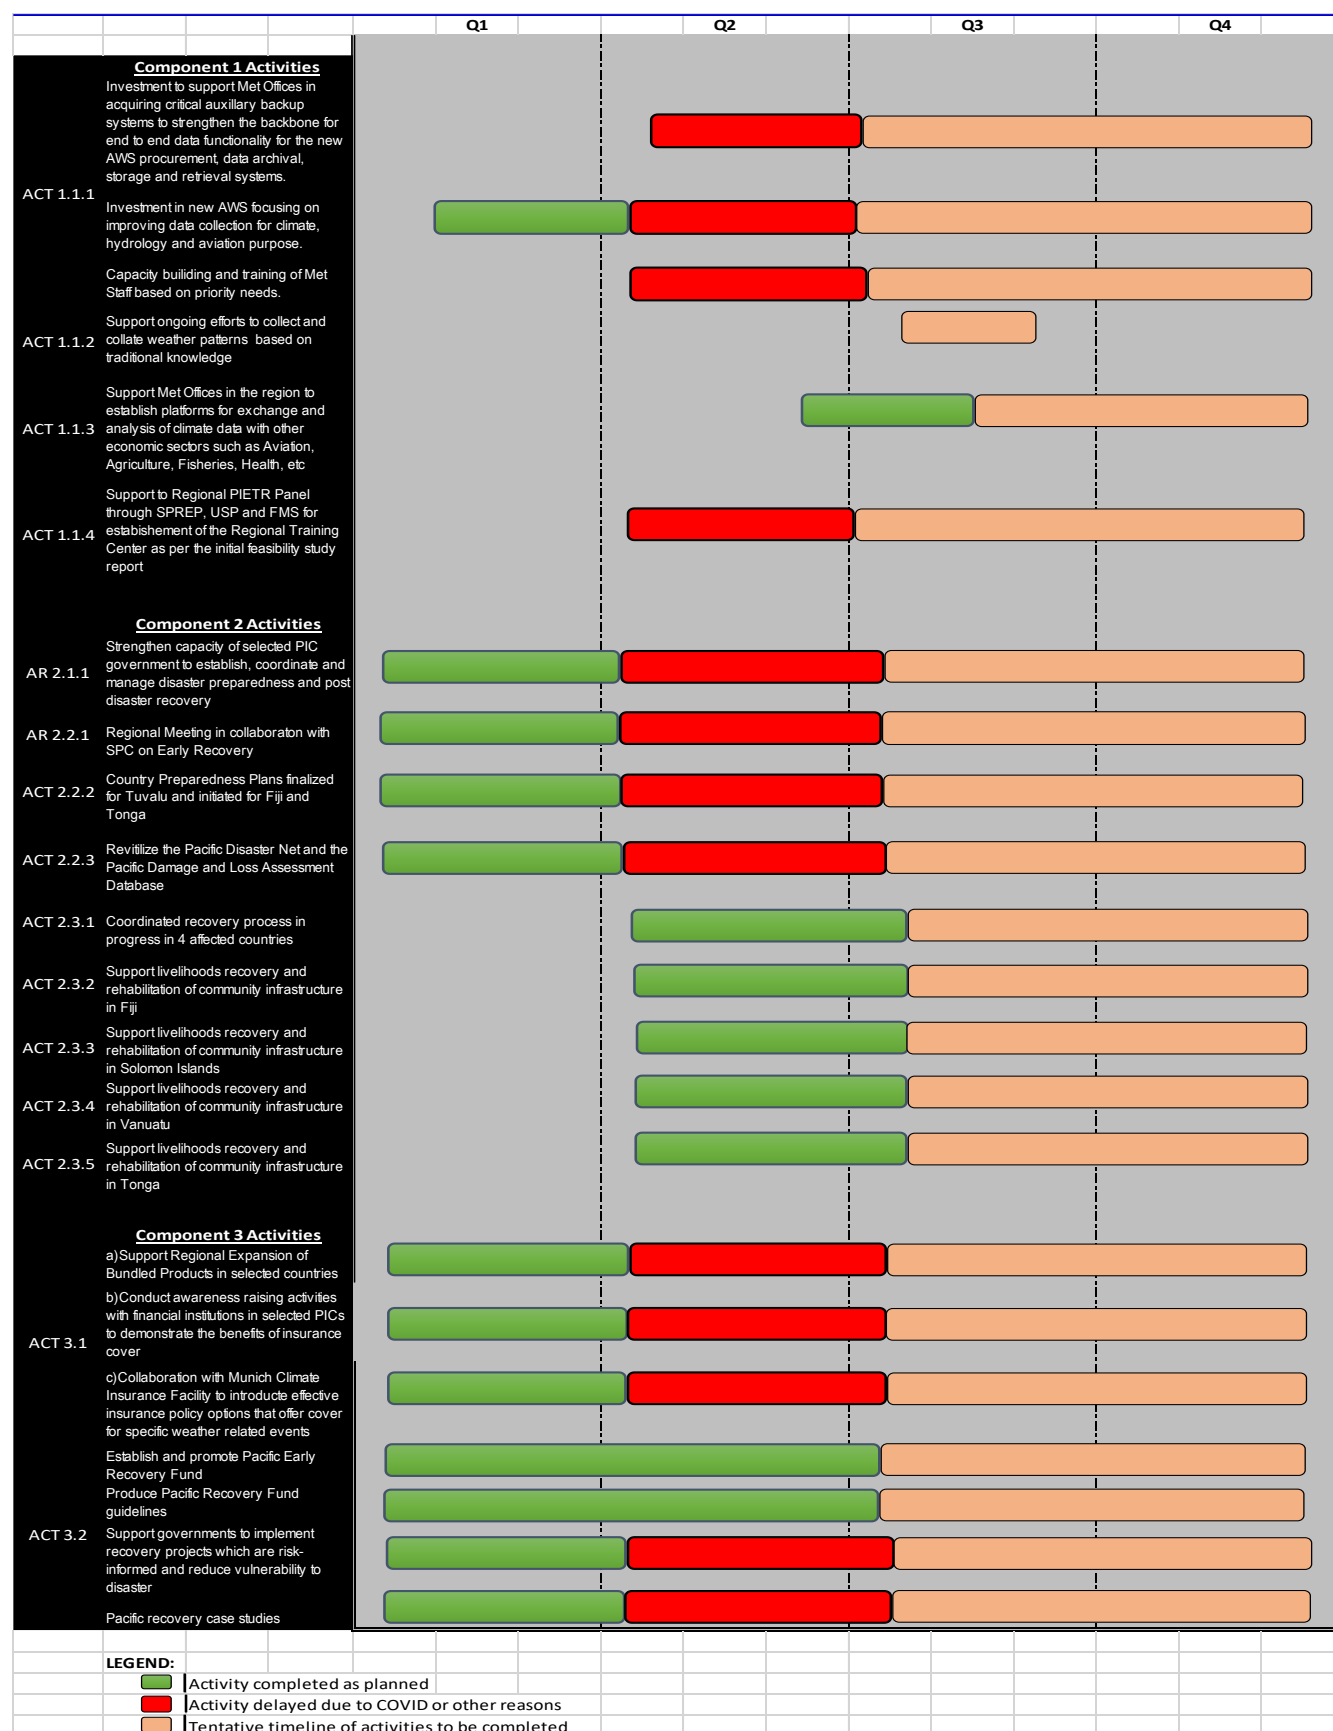 Q1 Q2 Q3 Q4
Component 1 Activities
ACT 1.1.1
Investment to support Met Offices in
acquiring critical auxillary backup
systems to strengthen the backbone for
end to end data functionality for the new
AWS procurement, data archival,
storage and retrieval systems.
Investment in new AWS focusing on
improving data collection for climate,
hydrology and aviation purpose.
Capacity builiding and training of Met
Staff based on priority needs.
ACT 1.1.2
Support ongoing efforts to collect and
collate weather patterns based on
traditional knowledge
ACT 1.1.3
Support Met Offices in the region to
establish platforms for exchange and
analysis of climate data with other
economic sectors such as Aviation,
Agriculture, Fisheries, Health, etc
ACT 1.1.4
Support to Regional PIETR Panel
through SPREP, USP and FMS for
estabishement of the Regional Training
Center as per the initial feasibility study
report
Component 2 Activities
AR 2.1.1
Strengthen capacity of selected PIC
government to establish, coordinate and
manage disaster preparedness and post
disaster recovery
AR 2.2.1
Regional Meeting in collaboraton with
SPC on Early Recovery
ACT 2.2.2
Country Preparedness Plans finalized
for Tuvalu and initiated for Fiji and
Tonga
ACT 2.2.3
Revitilize the Pacific Disaster Net and the
Pacific Damage and Loss Assessment
Database
ACT 2.3.1
Coordinated recovery process in
progress in 4 affected countries
ACT 2.3.2
Support livelihoods recovery and
rehabilitation of community infrastructure
in Fiji
ACT 2.3.3
Support livelihoods recovery and
rehabilitation of community infrastructure
in Solomon Islands
ACT 2.3.4
Support livelihoods recovery and
rehabilitation of community infrastructure
in Vanuatu
ACT 2.3.5
Support livelihoods recovery and
rehabilitation of community infrastructure
in Tonga
Component 3 Activities
ACT 3.1
a)Support Regional Expansion of
Bundled Products in selected countries
b)Conduct awareness raising activities
with financial institutions in selected PICs
to demonstrate the benefits of insurance
cover
c)Collaboration with Munich Climate
Insurance Facility to introducte effective
insurance policy options that offer cover
for specific weather related events
ACT 3.2
Establish and promote Pacific Early
Recovery Fund
Produce Pacific Recovery Fund
guidelines
Support governments to implement
recovery projects which are risk-
informed and reduce vulnerability to
disaster
Pacific recovery case studies
LEGEND:
Activity completed as planned
Activity delayed due to COVID or other reasons
Tentative timeline of activities to be completed